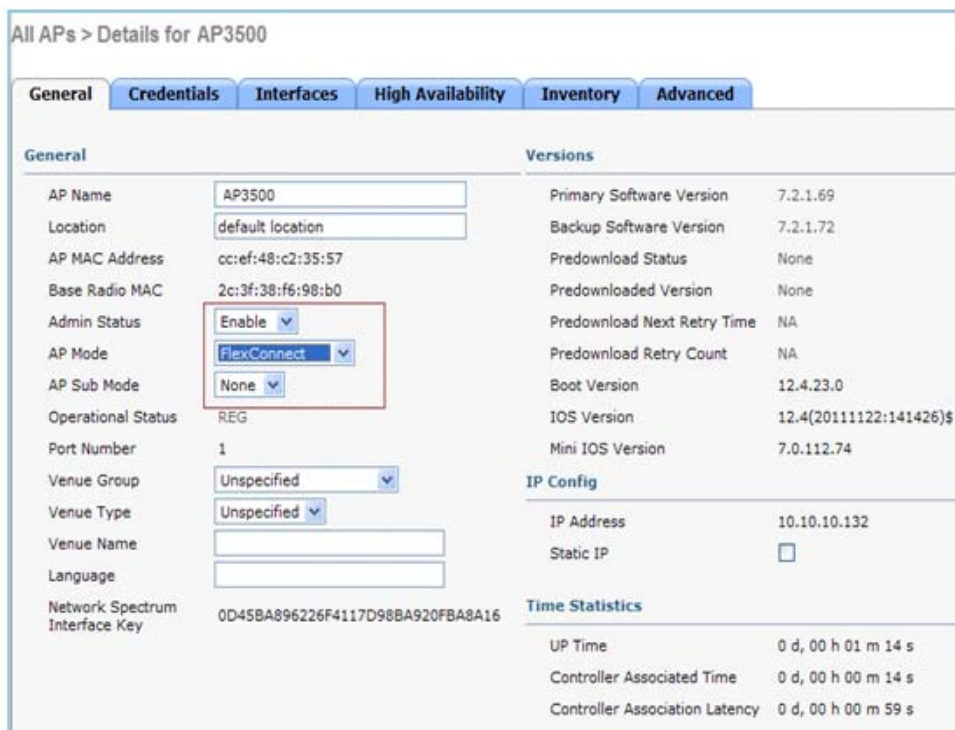 All APs > Details for AP3500
General
Credentials
Interfaces
High Availability
Inventory
Advanced
General
AP Name AP3500
Location default location
AP MAC Address cc:ef:48:c2:35:57
Base Radio MAC 2c:3f:38:f6:98:b0
Admin Status Enable
AP Mode FlexConnect
AP Sub Mode None
Operational Status REG
Port Number 1
Venue Group Unspecified
Venue Type Unspecified
Venue Name
Language
Network Spectrum
Interface Key 0D45BA896226F4117D98BA920FBA8A16
Versions
Primary Software Version 7.2.1.69
Backup Software Version 7.2.1.72
Predownload Status None
Predownloaded Version None
Predownload Next Retry Time NA
Predownload Retry Count NA
Boot Version 12.4.23.0
IOS Version 12.4(20111122:141426)$
Mini IOS Version 7.0.112.74
IP Config
IP Address 10.10.10.132
Static IP
Time Statistics
UP Time 0 d, 00 h 01 m 14 s
Controller Associated Time 0 d, 00 h 00 m 14 s
Controller Association Latency 0 d, 00 h 00 m 59 s